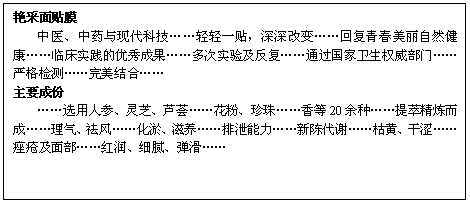 艳采面贴膜
中医、中药与现代科技……轻轻一贴，深深改变……回复青春美丽自然健
康……临床实践的优秀成果……多次实验及反复……通过国家卫生权威部门……
严格检测……完美结合……
主要成份
……选用人参、灵芝、芦荟……花粉、珍珠……香等20余种……提萃精炼而
成……理气、祛风……化淤、滋养……排泄能力……新陈代谢……枯黄、干涩……
痤疮及面部……红润、细腻、弹滑……